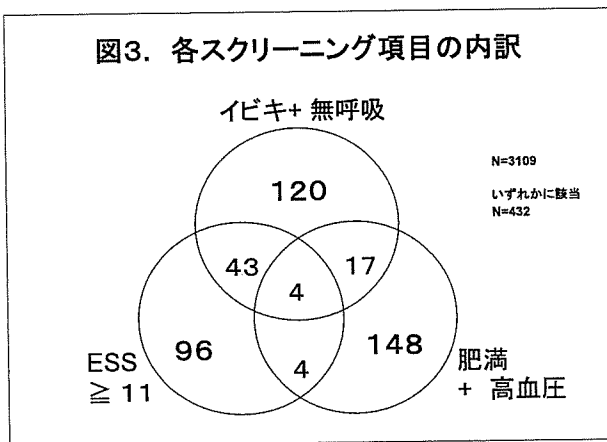 図3. 各スクリーニング項目の内訳
イビキ+ 無呼吸
N=3109
いずれかに該当
N=432
120
43
4
17
96
4
148
ESS
≧ 11
肥満
+ 高血圧